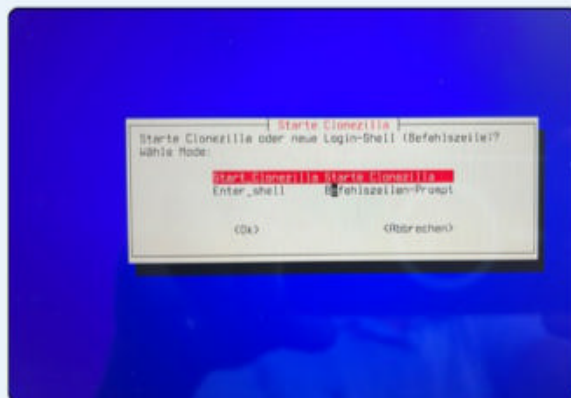 Starte Clonezilla
Starte Clonezilla oder neue Login-Shell (Befehlszeile)?
Wähle Mode:
Start_Clonezilla Starte Clonezilla
Enter_shell Befehlszeilen-Prompt
<Ok> <Abbrechen>